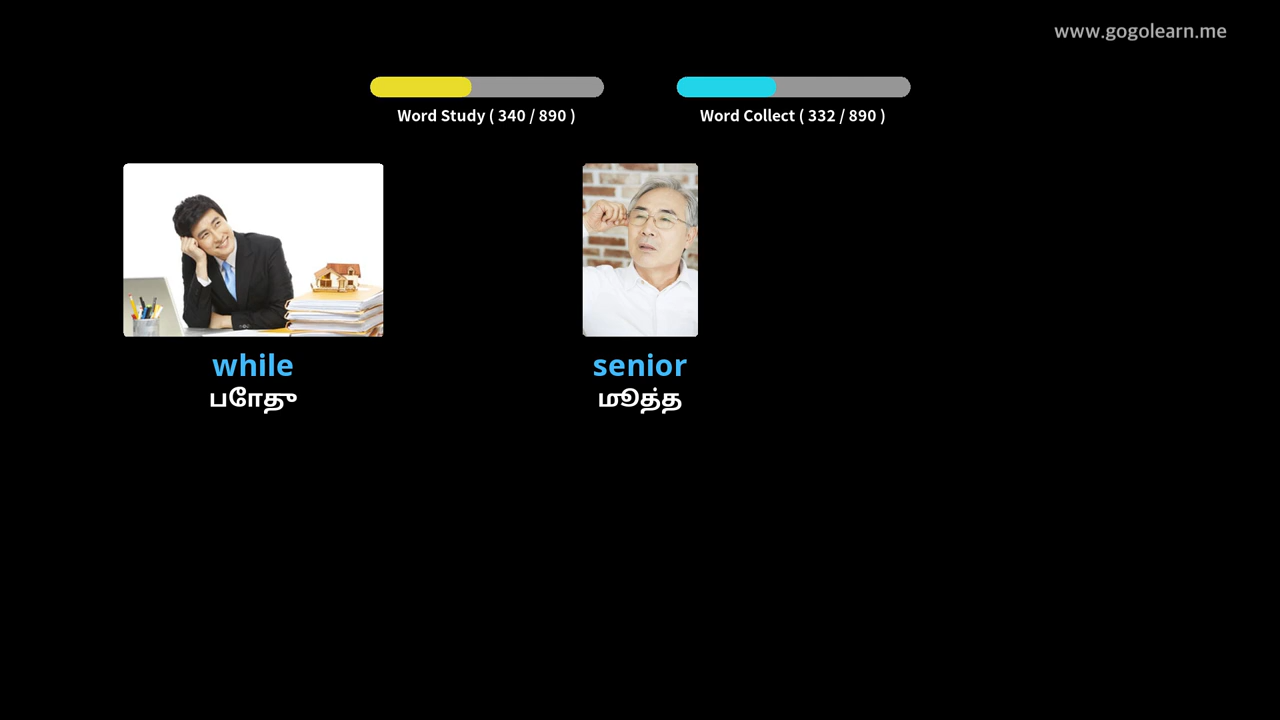 www.gogolearn.me
Word Study ( 340 / 890 )
Word Collect ( 332 / 890 )
while
போது
senior
மூத்த